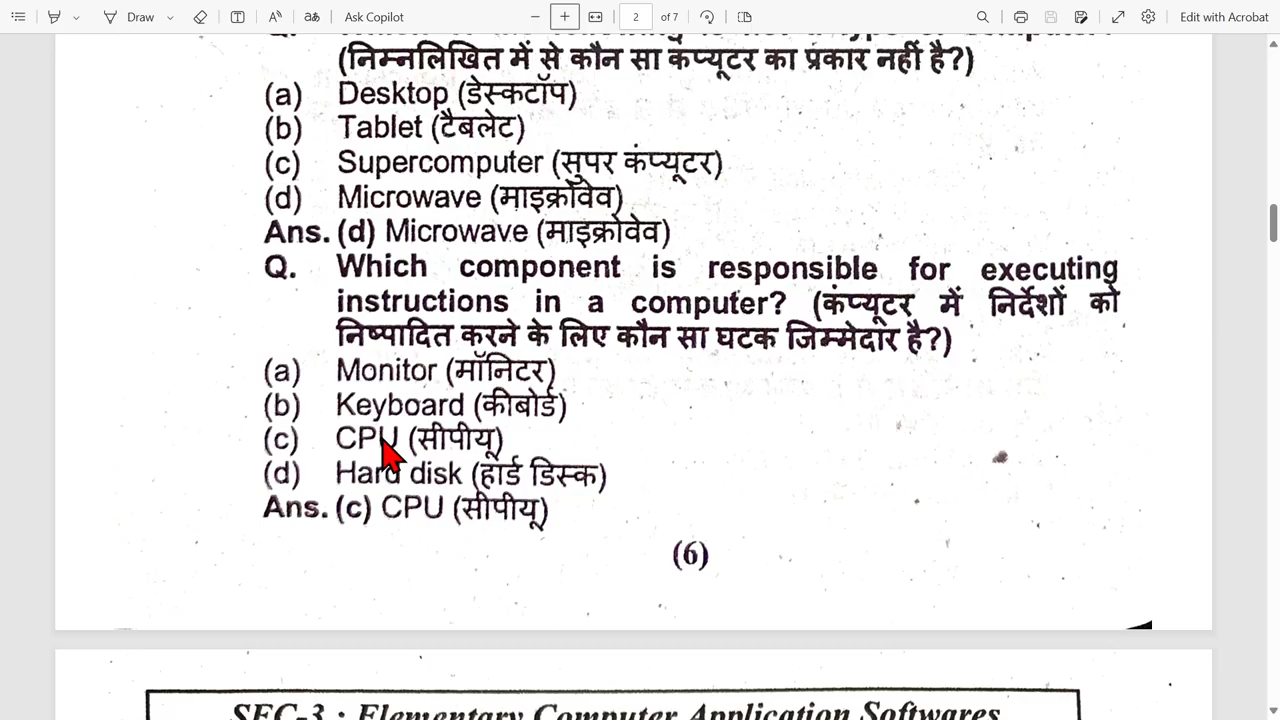 Draw
Ask Copilot
2 of 7
Edit with Acrobat
(निम्नलिखित में से कौन सा कंप्यूटर का प्रकार नहीं है?)
(a) Desktop (डेस्कटॉप)
(b) Tablet (टैबलेट)
(c) Supercomputer (सुपर कंप्यूटर)
(d) Microwave (माइक्रोवेव)
Ans. (d) Microwave (माइक्रोवेव)
Q. Which component is responsible for executing
instructions in a computer? (कंप्यूटर में निर्देशों को
निष्पादित करने के लिए कौन सा घटक जिम्मेदार है?)
(a) Monitor (मॉनिटर)
(b) Keyboard (कीबोर्ड)
(c) CPU (सीपीयू)
(d) Hard disk (हार्ड डिस्क)
Ans. (c) CPU (सीपीयू)
(6)
SEC-3 : Elementary Computer Application Softwares